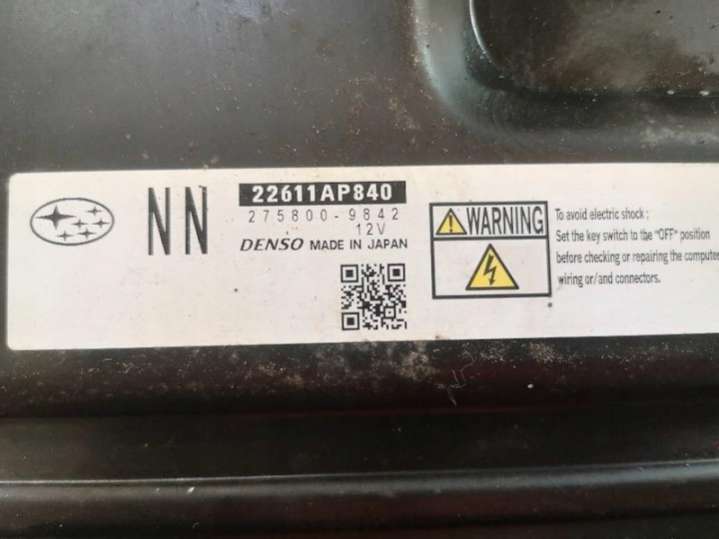 NN
22611AP840
275800-9842
12V
DENSO MADE IN JAPAN
WARNING
To avoid electric shock ;
Set the key switch to the "OFF" position
before checking or repairing the computer
wiring or/and connectors.